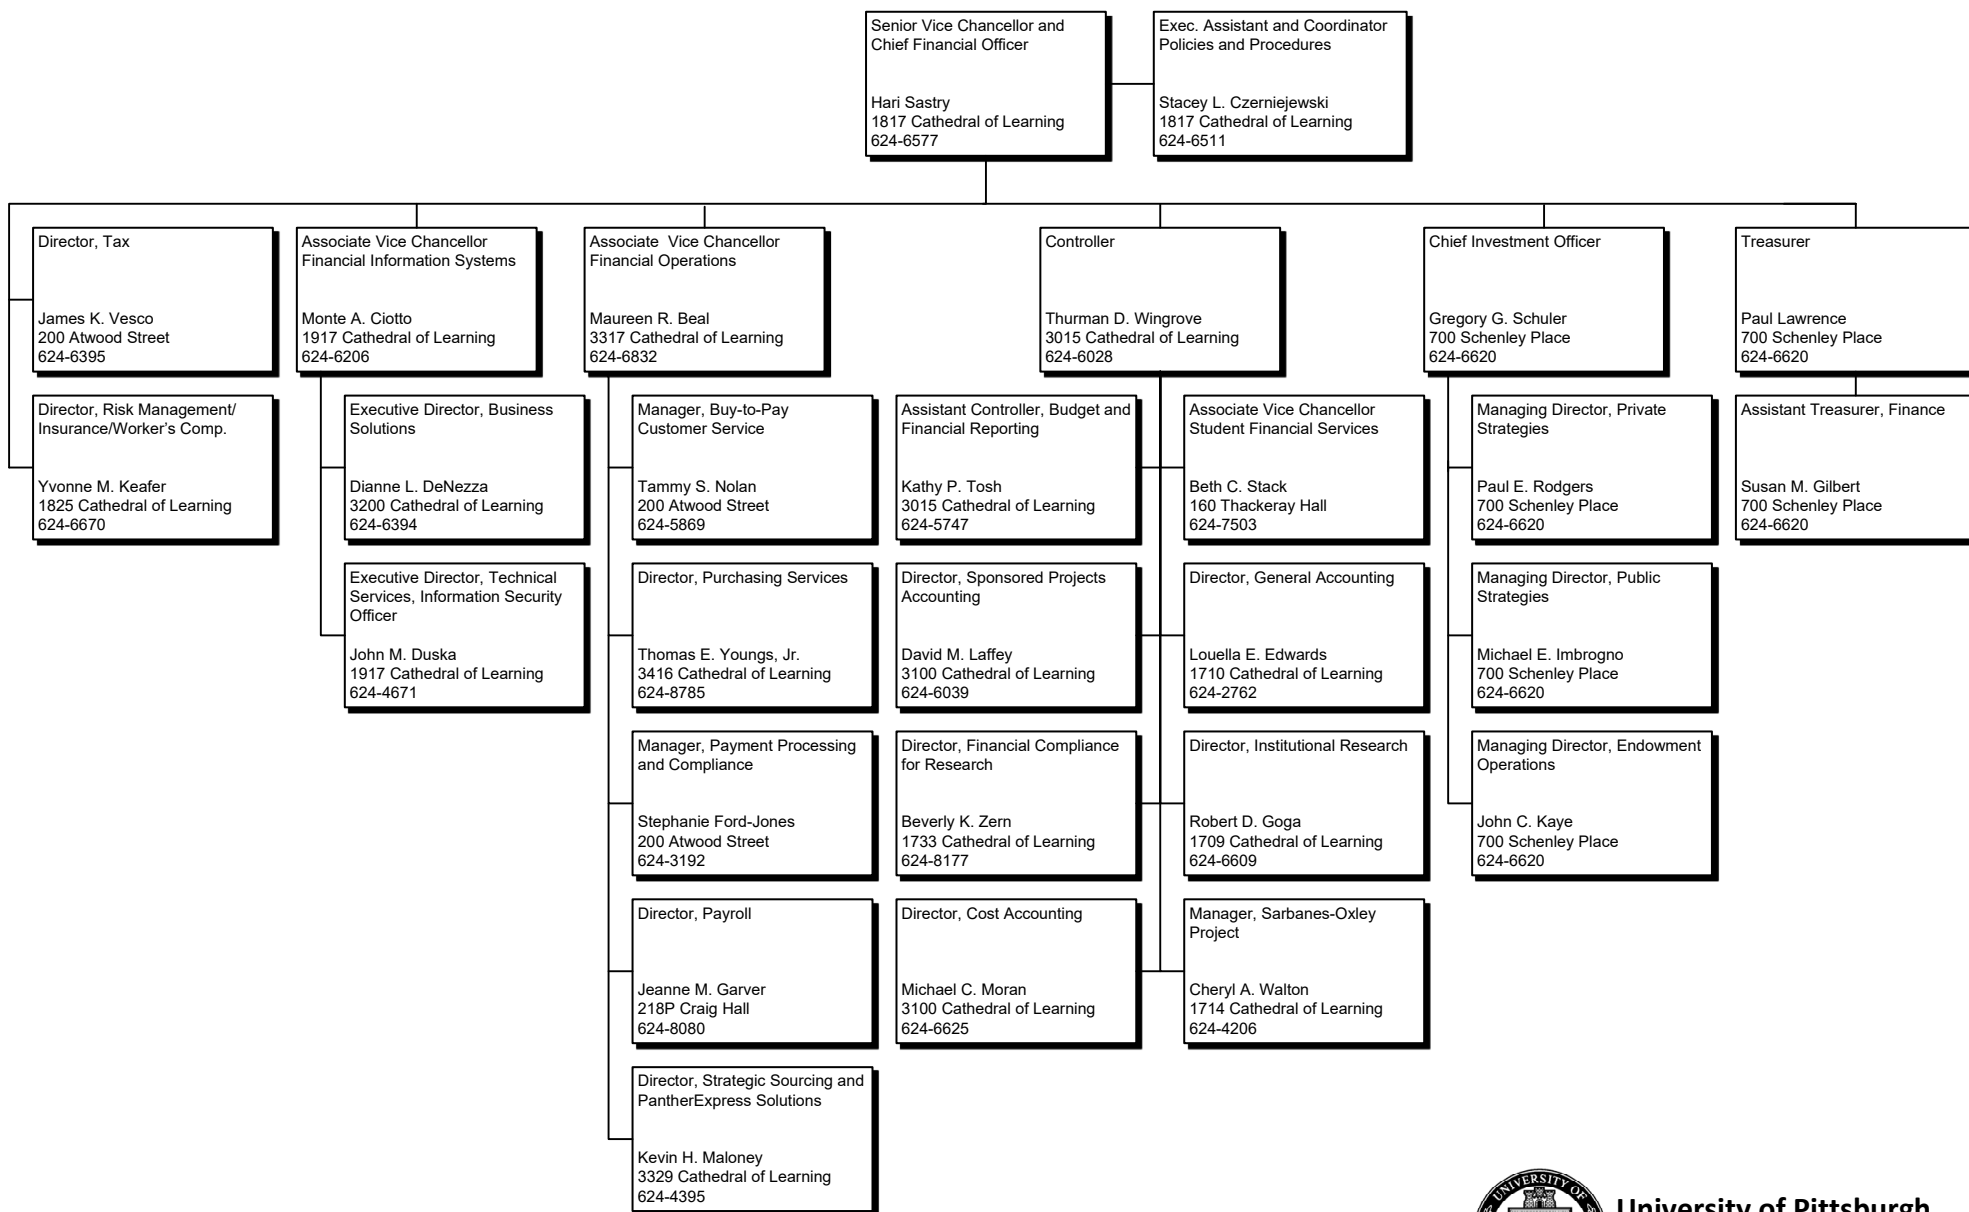 Senior Vice Chancellor and
Chief Financial Officer
Hari Sastry
1817 Cathedral of Learning
624-6577
Exec. Assistant and Coordinator
Policies and Procedures
Stacey L. Czerniejewski
1817 Cathedral of Learning
624-6511
Director, Tax
James K. Vesco
200 Atwood Street
624-6395
Director, Risk Management/
Insurance/Worker's Comp.
Yvonne M. Keafer
1825 Cathedral of Learning
624-6670
Associate Vice Chancellor
Financial Information Systems
Monte A. Ciotto
1917 Cathedral of Learning
624-6206
Executive Director, Business
Solutions
Dianne L. DeNezza
3200 Cathedral of Learning
624-6394
Executive Director, Technical
Services, Information Security
Officer
John M. Duska
1917 Cathedral of Learning
624-4671
Associate Vice Chancellor
Financial Operations
Maureen R. Beal
3317 Cathedral of Learning
624-6832
Manager, Buy-to-Pay
Customer Service
Tammy S. Nolan
200 Atwood Street
624-5869
Director, Purchasing Services
Thomas E. Youngs, Jr.
3416 Cathedral of Learning
624-8785
Manager, Payment Processing
and Compliance
Stephanie Ford-Jones
200 Atwood Street
624-3192
Director, Payroll
Jeanne M. Garver
218P Craig Hall
624-8080
Director, Strategic Sourcing and
PantherExpress Solutions
Kevin H. Maloney
3329 Cathedral of Learning
624-4395
Controller
Thurman D. Wingrove
3015 Cathedral of Learning
624-6028
Assistant Controller, Budget and
Financial Reporting
Kathy P. Tosh
3015 Cathedral of Learning
624-5747
Director, Sponsored Projects
Accounting
David M. Laffey
3100 Cathedral of Learning
624-6039
Director, Financial Compliance
for Research
Beverly K. Zern
1733 Cathedral of Learning
624-8177
Director, Cost Accounting
Michael C. Moran
3100 Cathedral of Learning
624-6625
Associate Vice Chancellor
Student Financial Services
Beth C. Stack
160 Thackeray Hall
624-7503
Director, General Accounting
Louella E. Edwards
1710 Cathedral of Learning
624-2762
Director, Institutional Research
Robert D. Goga
1709 Cathedral of Learning
624-6609
Manager, Sarbanes-Oxley
Project
Cheryl A. Walton
1714 Cathedral of Learning
624-4206
Chief Investment Officer
Gregory G. Schuler
700 Schenley Place
624-6620
Managing Director, Private
Strategies
Paul E. Rodgers
700 Schenley Place
624-6620
Managing Director, Public
Strategies
Michael E. Imbrogno
700 Schenley Place
624-6620
Managing Director, Endowment
Operations
John C. Kaye
700 Schenley Place
624-6620
Treasurer
Paul Lawrence
700 Schenley Place
624-6620
Assistant Treasurer, Finance
Susan M. Gilbert
700 Schenley Place
624-6620
UNIVERSITY OF
University of Pittsburgh